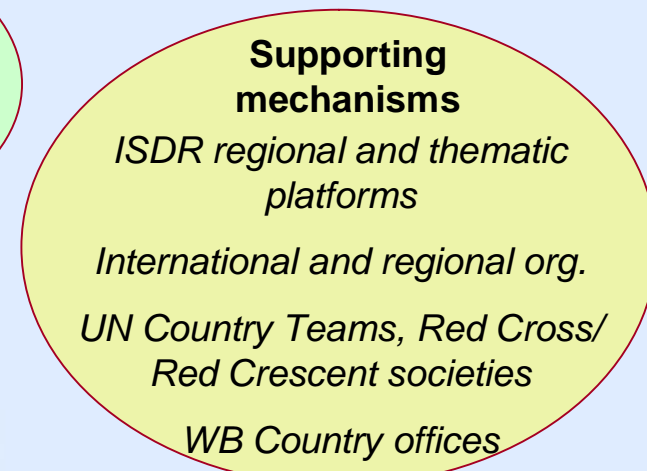 Supporting
mechanisms
ISDR regional and thematic
platforms
International and regional org.
UN Country Teams, Red Cross/
Red Crescent societies
WB Country offices